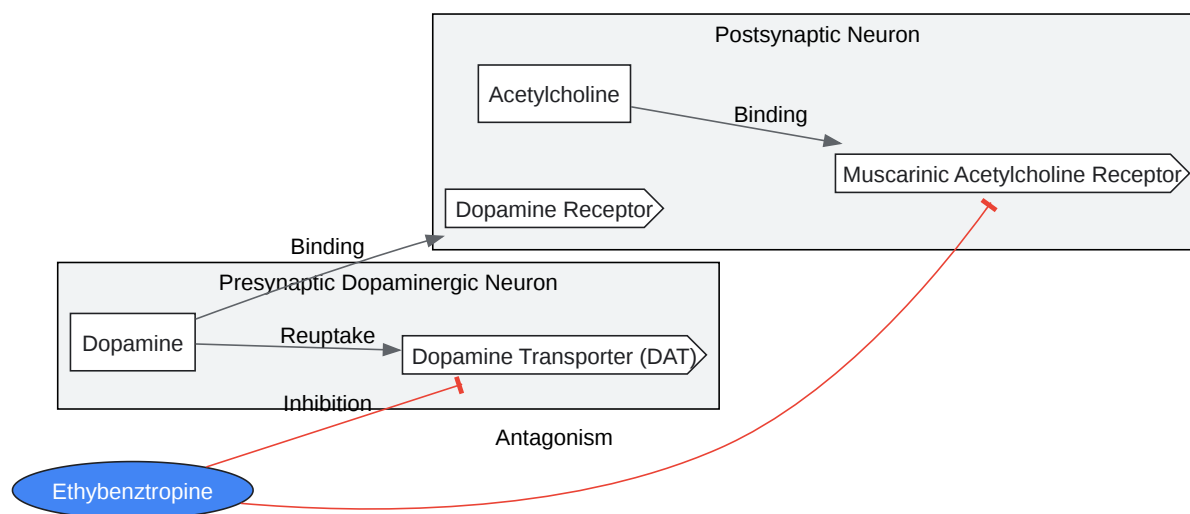 Postsynaptic Neuron
Acetylcholine
Binding
Muscarinic Acetylcholine Receptor
Dopamine Receptor
Binding
Presynaptic Dopaminergic Neuron
Dopamine
Reuptake
Dopamine Transporter (DAT)
Inhibition
Antagonism
Ethybenztropine